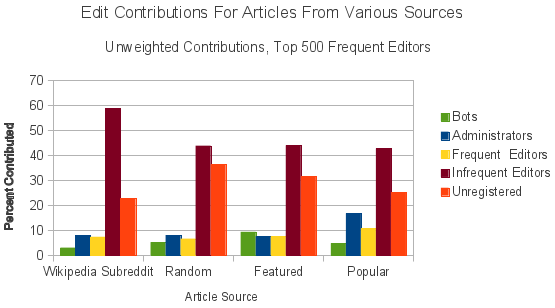 Edit Contributions For Articles From Various Sources
Unweighted Contributions, Top 500 Frequent Editors
Percent Contributed
70
60
50
40
30
20
10
0
Wikipedia Subreddit Random Featured Popular
Article Source
Bots
Administrators
Frequent Editors
Infrequent Editors
Unregistered